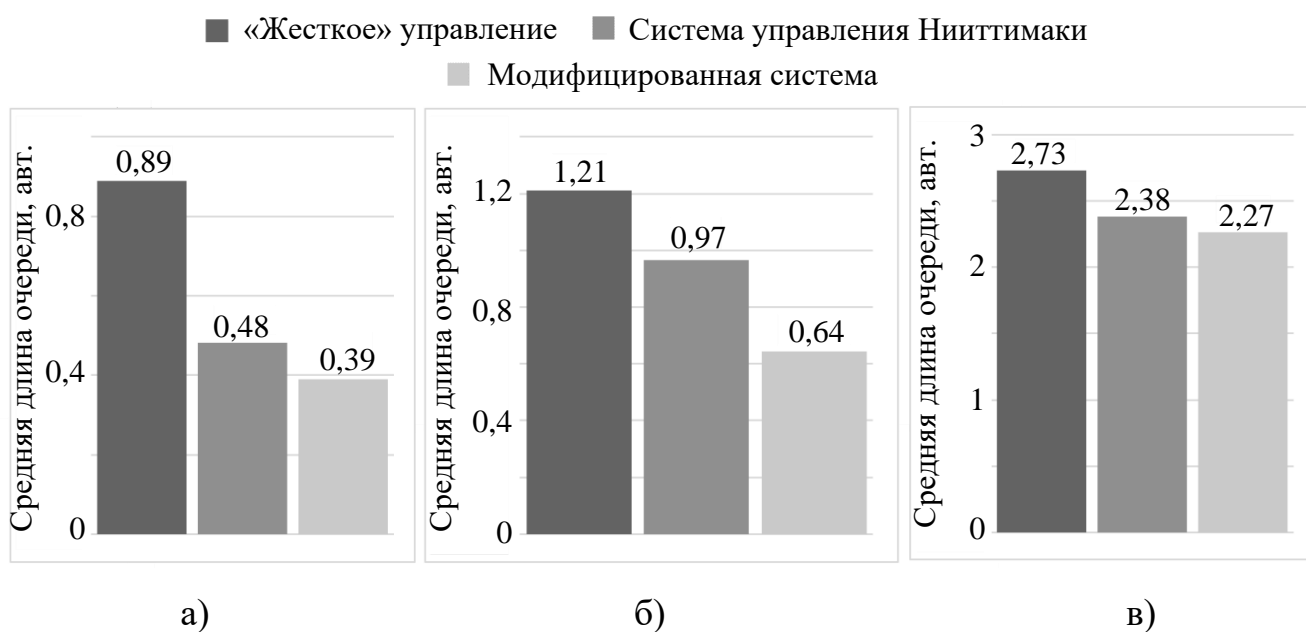 «Жесткое» управление Система управления Нииттимаки
Модифицированная система
Средняя длина очереди, авт.
0,8
0,4
0
0,89
0,48
0,39
а)
Средняя длина очереди, авт.
1,2
0,8
0,4
0
1,21
0,97
0,64
б)
Средняя длина очереди, авт.
3
2
1
0
2,73
2,38
2,27
в)